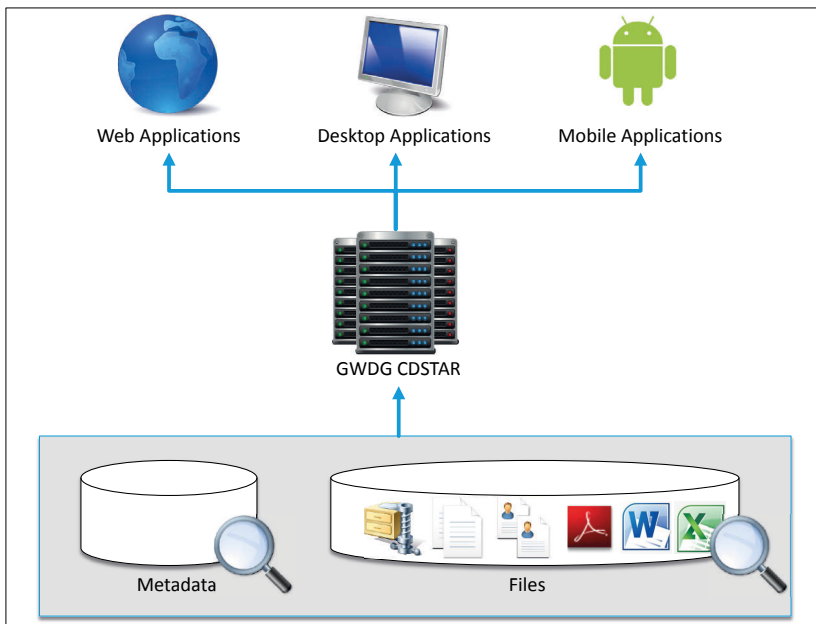 Web Applications
Desktop Applications
Mobile Applications
GWDG CDSTAR
W
X
Metadata
Files